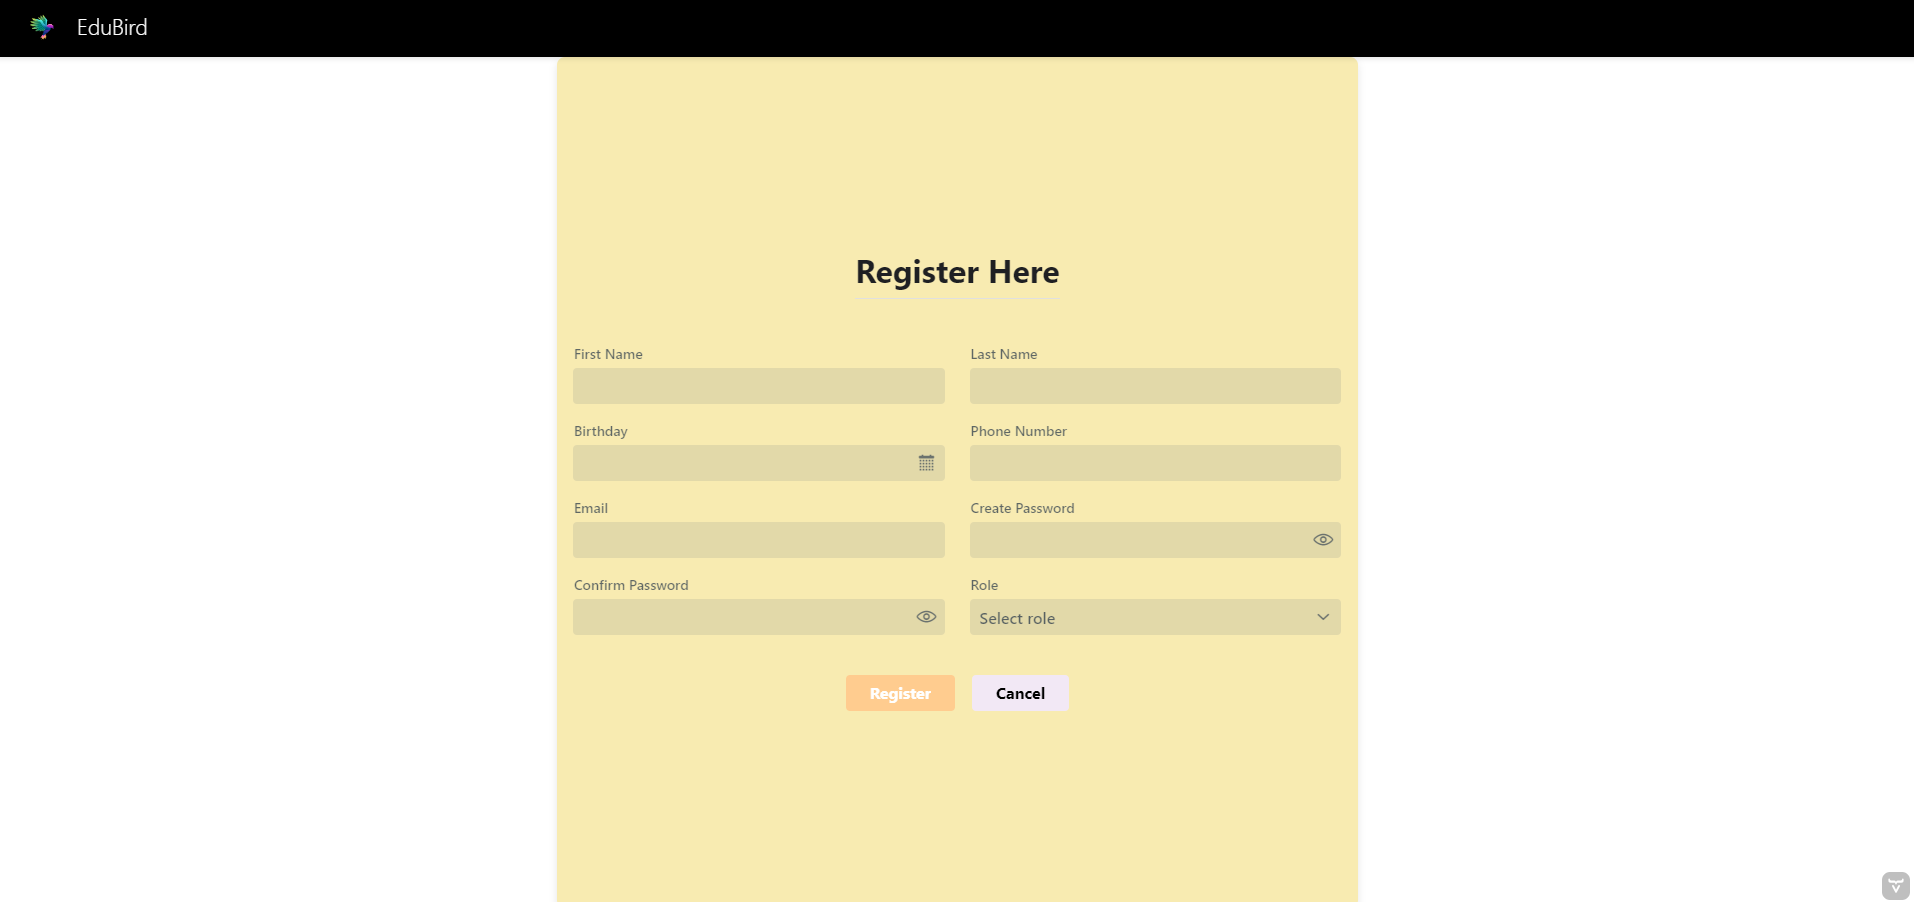 EduBird
Register Here
First Name
Last Name
Birthday
Phone Number
Email
Create Password
Confirm Password
Role
Select role
Register
Cancel